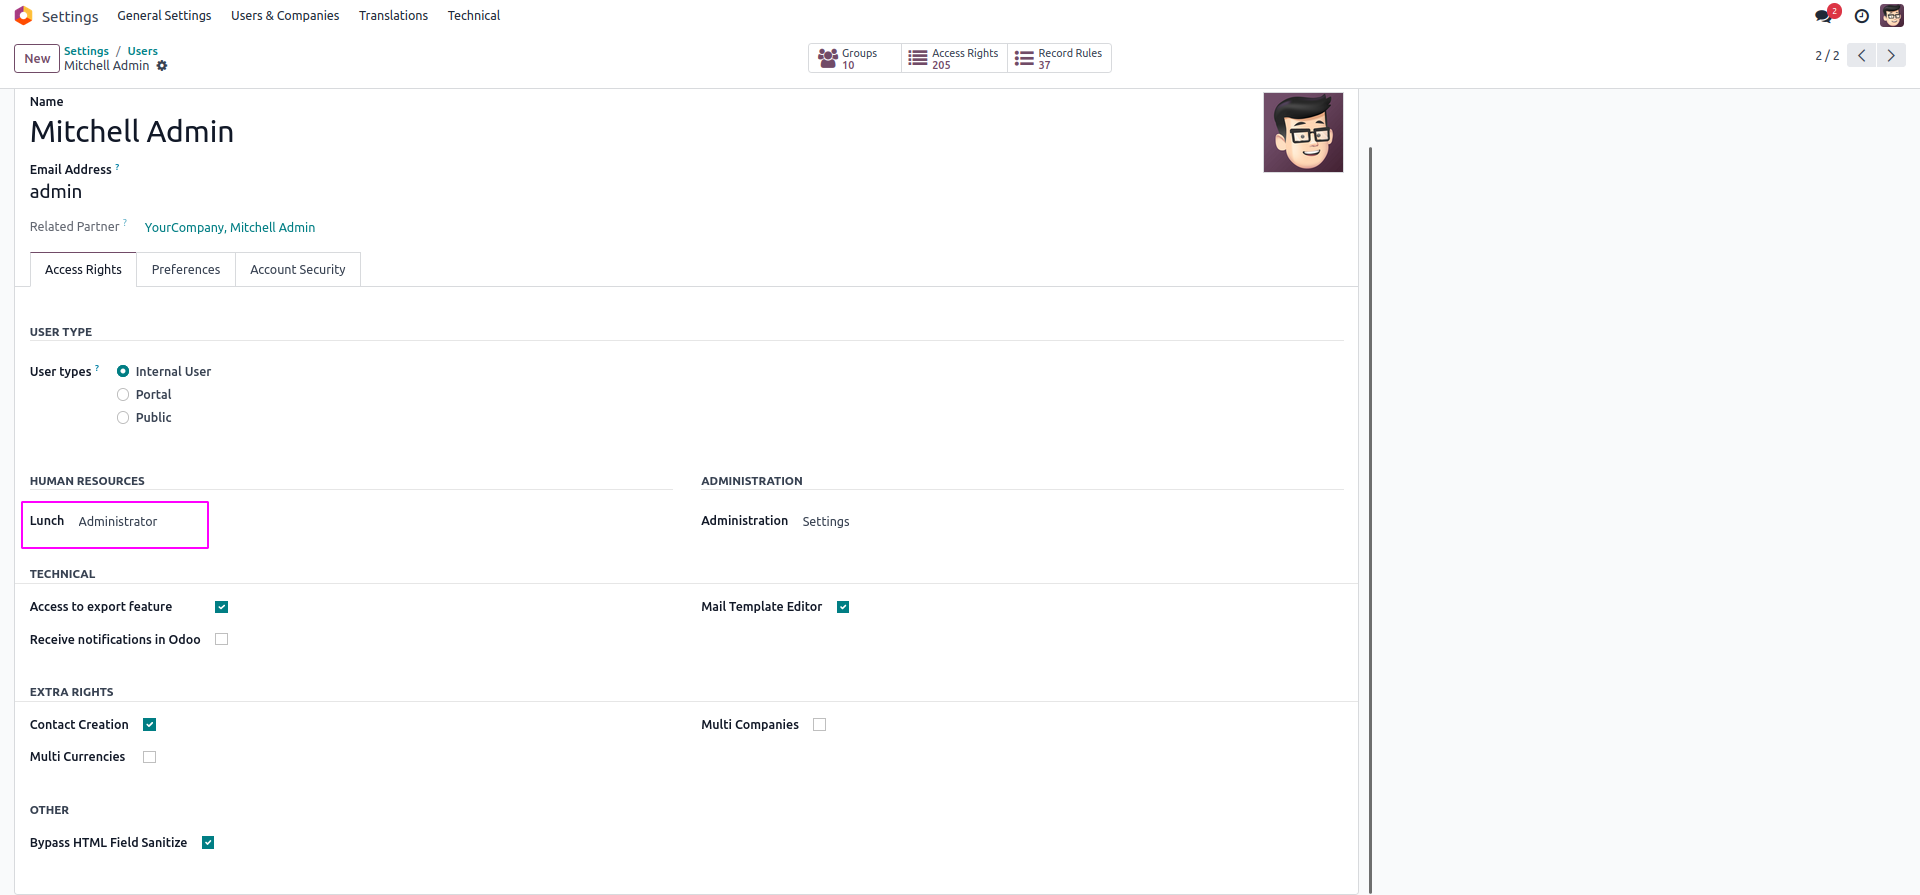 Settings General Settings Users & Companies Translations Technical 2
New Settings / Users
Mitchell Admin
Groups
10
Access Rights
205
Record Rules
37
2 / 2
Name
Mitchell Admin
Email Address ?
admin
Related Partner ? YourCompany, Mitchell Admin
Access Rights Preferences Account Security
USER TYPE
User types ? Internal User
Portal
Public
HUMAN RESOURCES
Lunch Administrator
ADMINISTRATION
Administration Settings
TECHNICAL
Access to export feature
Mail Template Editor
Receive notifications in Odoo
EXTRA RIGHTS
Contact Creation
Multi Companies
Multi Currencies
OTHER
Bypass HTML Field Sanitize